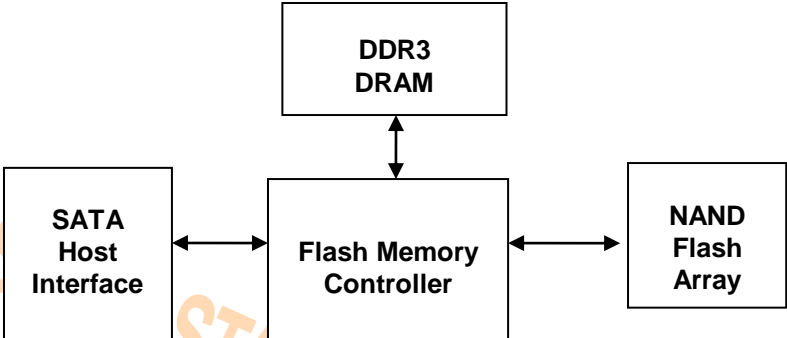 DDR3
DRAM
SATA
Host
Interface
Flash Memory
Controller
NAND
Flash
Array